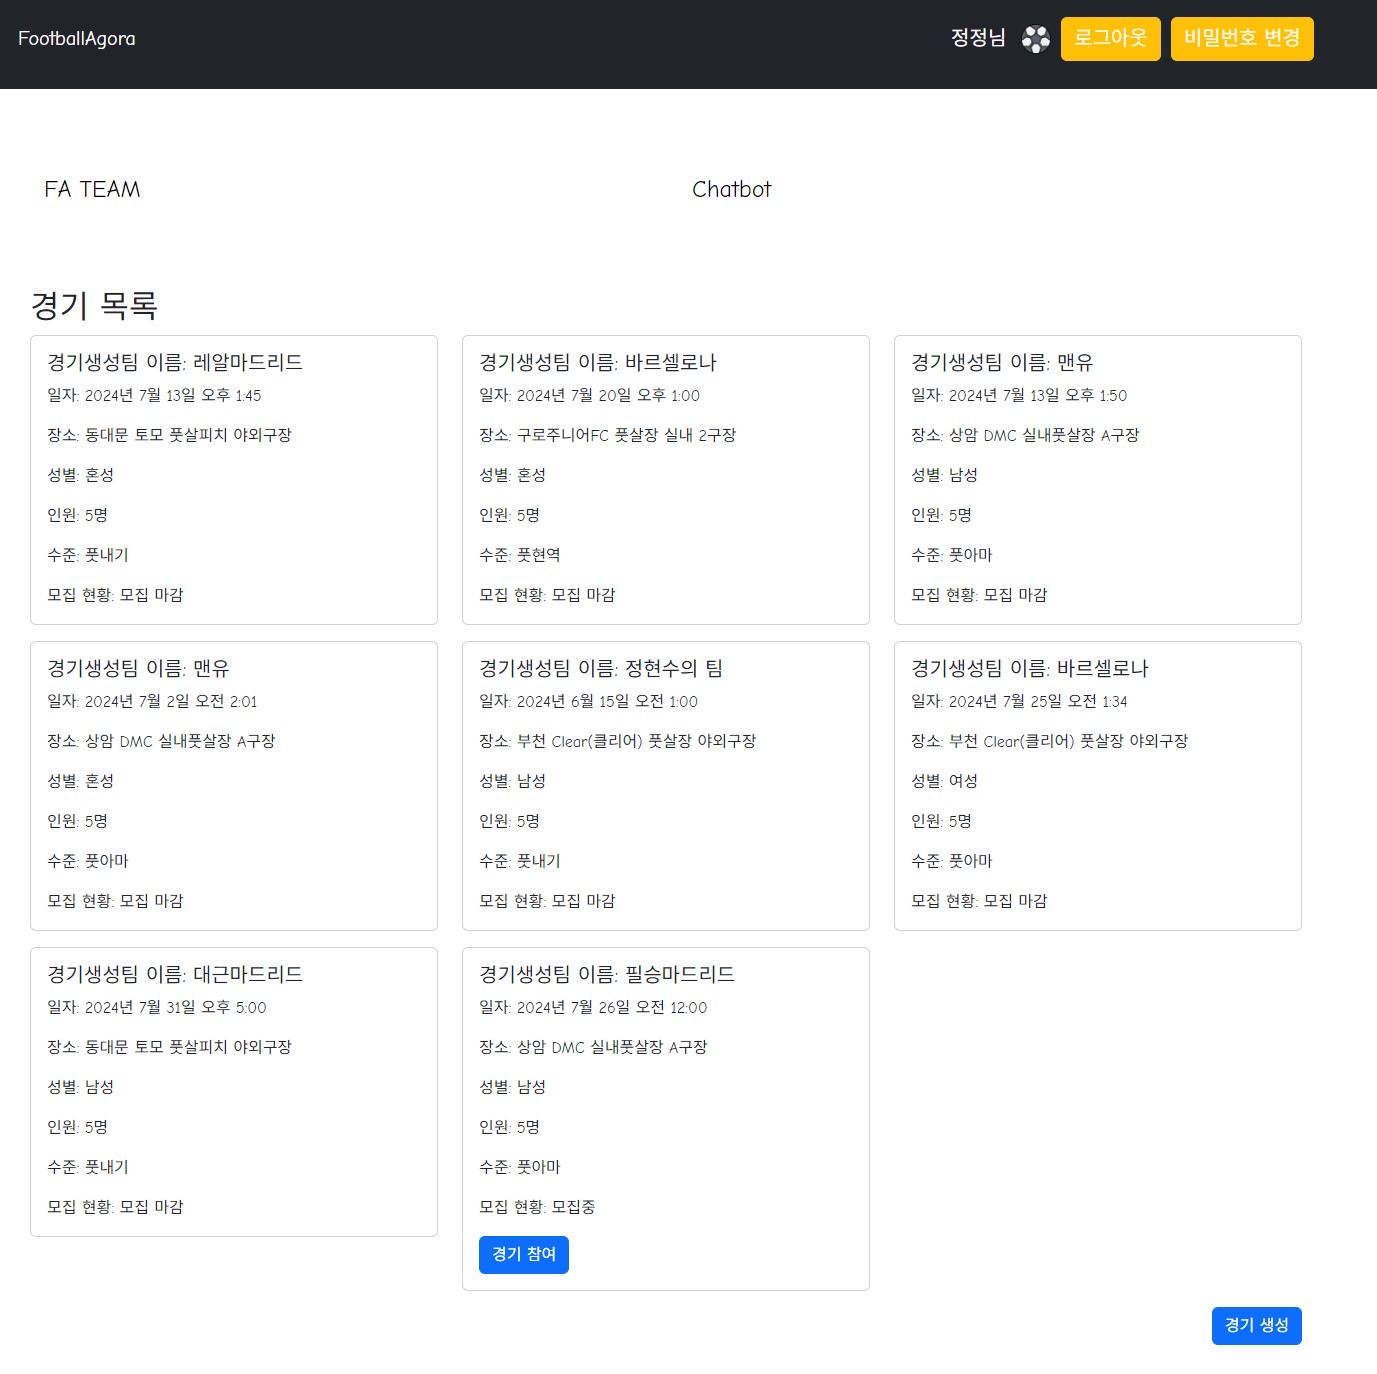 FootballAgora
정정님
로그아웃
비밀번호 변경
FA TEAM
Chatbot
경기 목록
경기생성팀 이름: 레알마드리드
일자: 2024년 7월 13일 오후 1:45
장소: 동대문 토모 풋살피치 야외구장
성별: 혼성
인원: 5명
수준: 풋내기
모집 현황: 모집 마감
경기생성팀 이름: 바르셀로나
일자: 2024년 7월 20일 오후 1:00
장소: 구로주니어FC 풋살장 실내 2구장
성별: 혼성
인원: 5명
수준: 풋현역
모집 현황: 모집 마감
경기생성팀 이름: 맨유
일자: 2024년 7월 13일 오후 1:50
장소: 상암 DMC 실내풋살장 A구장
성별: 남성
인원: 5명
수준: 풋아마
모집 현황: 모집 마감
경기생성팀 이름: 맨유
일자: 2024년 7월 2일 오전 2:01
장소: 상암 DMC 실내풋살장 A구장
성별: 혼성
인원: 5명
수준: 풋아마
모집 현황: 모집 마감
경기생성팀 이름: 정현수의 팀
일자: 2024년 6월 15일 오전 1:00
장소: 부천 Clear(클리어) 풋살장 야외구장
성별: 남성
인원: 5명
수준: 풋내기
모집 현황: 모집 마감
경기생성팀 이름: 바르셀로나
일자: 2024년 7월 25일 오전 1:34
장소: 부천 Clear(클리어) 풋살장 야외구장
성별: 여성
인원: 5명
수준: 풋아마
모집 현황: 모집 마감
경기생성팀 이름: 대근마드리드
일자: 2024년 7월 31일 오후 5:00
장소: 동대문 토모 풋살피치 야외구장
성별: 남성
인원: 5명
수준: 풋내기
모집 현황: 모집 마감
경기생성팀 이름: 필승마드리드
일자: 2024년 7월 26일 오전 12:00
장소: 상암 DMC 실내풋살장 A구장
성별: 남성
인원: 5명
수준: 풋아마
모집 현황: 모집중
경기 참여
경기 생성